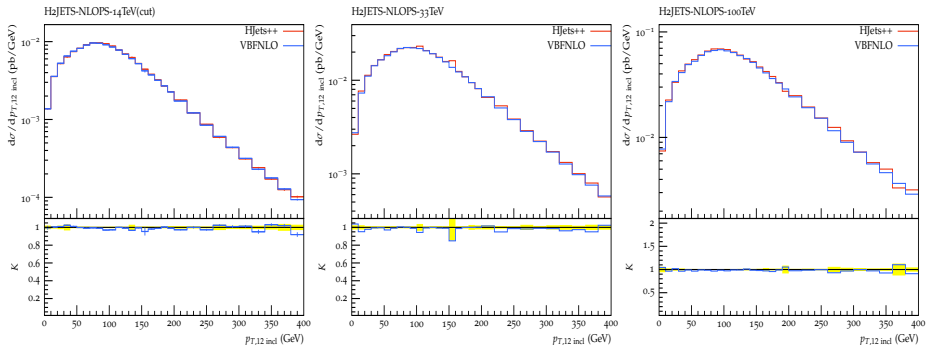 H2JETS-NLOPS-14TeV(cut)
HJets++
VBFNLO
10⁻²
10⁻³
10⁻⁴
dσ/dp_T,12 incl (pb/GeV)
1
0.8
0.6
0.4
0.2
K
0 50 100 150 200 250 300 350 400
p_T,12 incl (GeV)
H2JETS-NLOPS-33TeV
HJets++
VBFNLO
10⁻²
10⁻³
dσ/dp_T,12 incl (pb/GeV)
1
0.8
0.6
0.4
0.2
K
0 50 100 150 200 250 300 350 400
p_T,12 incl (GeV)
H2JETS-NLOPS-100TeV
HJets++
VBFNLO
10⁻¹
10⁻²
dσ/dp_T,12 incl (pb/GeV)
2
1.5
1
0.5
K
0 50 100 150 200 250 300 350 400
p_T,12 incl (GeV)